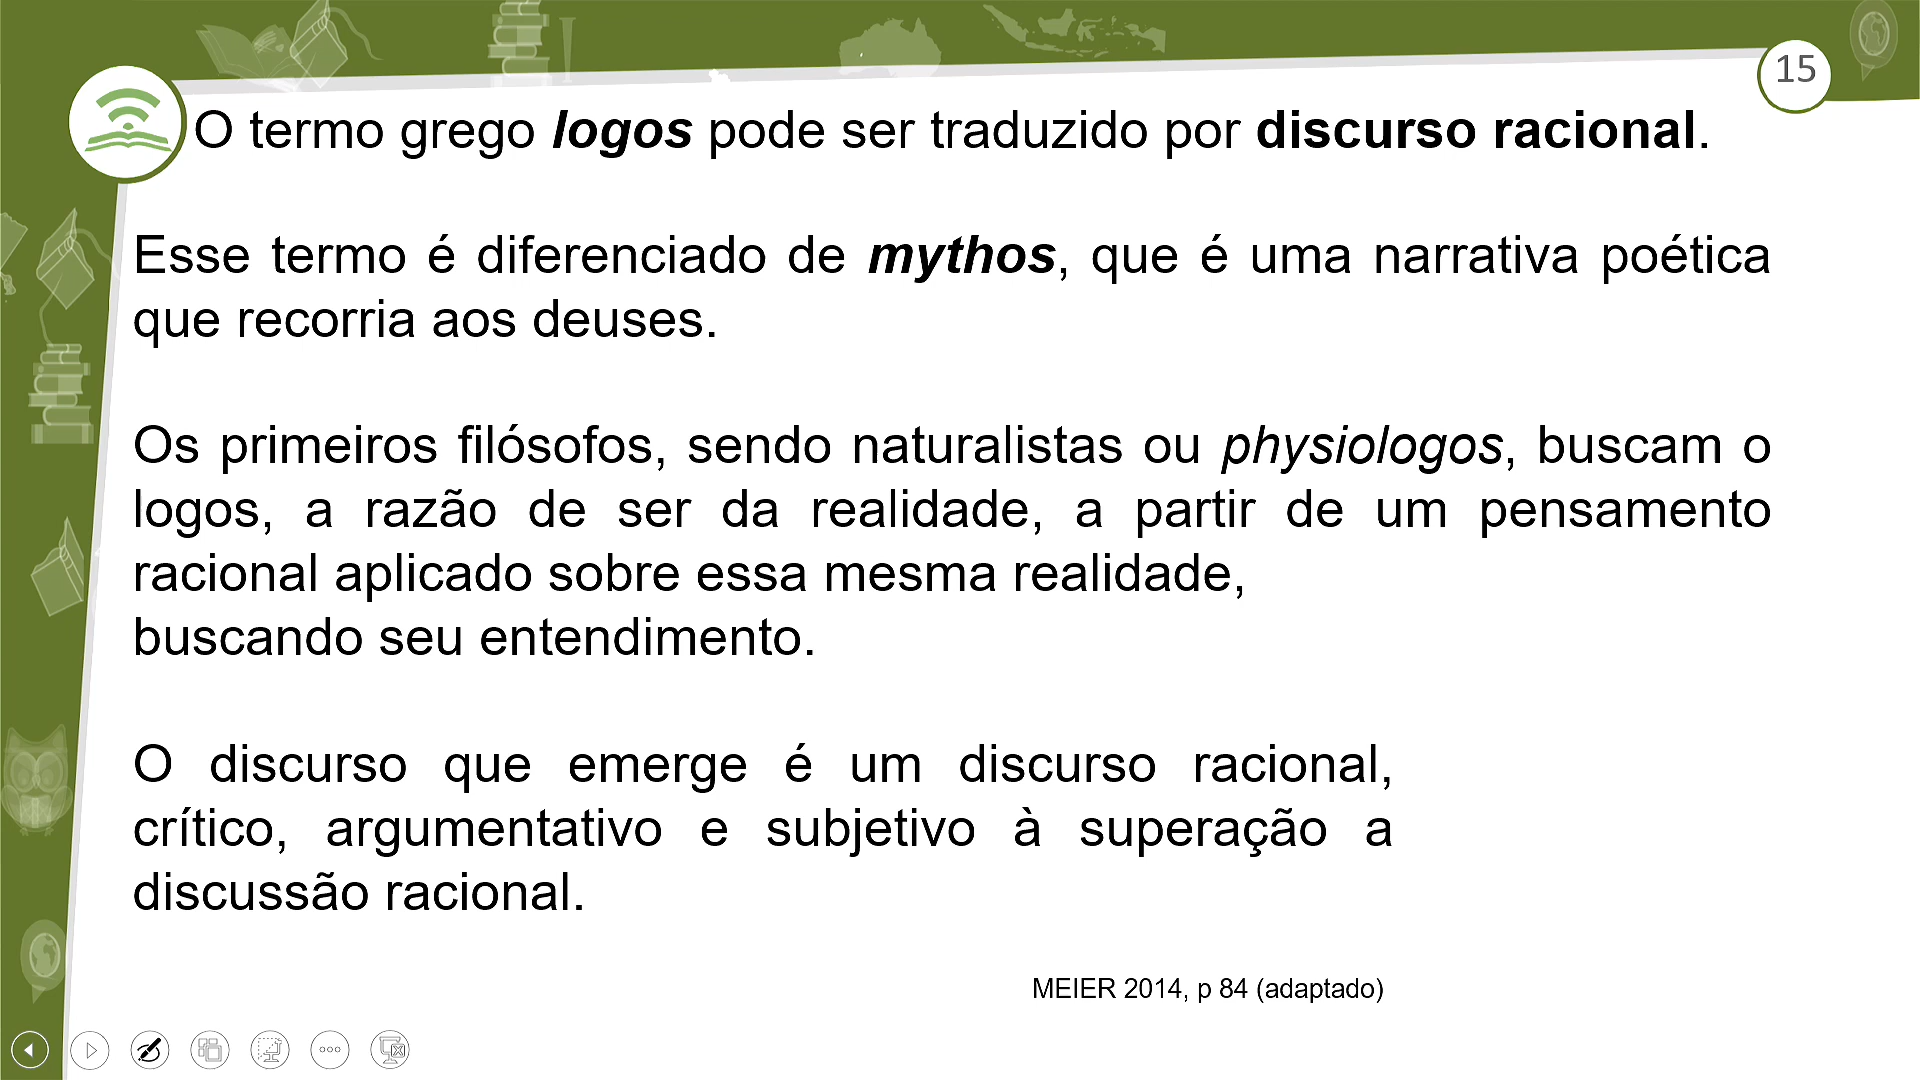 15
O termo grego logos pode ser traduzido por discurso racional.
Esse termo é diferenciado de mythos, que é uma narrativa poética
que recorria aos deuses.
Os primeiros filósofos, sendo naturalistas ou physiologos, buscam o
logos, a razão de ser da realidade, a partir de um pensamento
racional aplicado sobre essa mesma realidade,
buscando seu entendimento.
O discurso que emerge é um discurso racional,
crítico, argumentativo e subjetivo à superação a
discussão racional.
MEIER 2014, p 84 (adaptado)